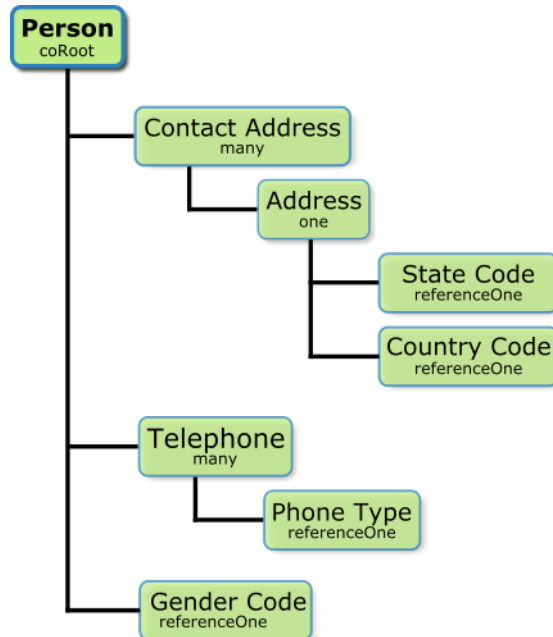 Person
coRoot
Contact Address
many
Address
one
State Code
referenceOne
Country Code
referenceOne
Telephone
many
Phone Type
referenceOne
Gender Code
referenceOne